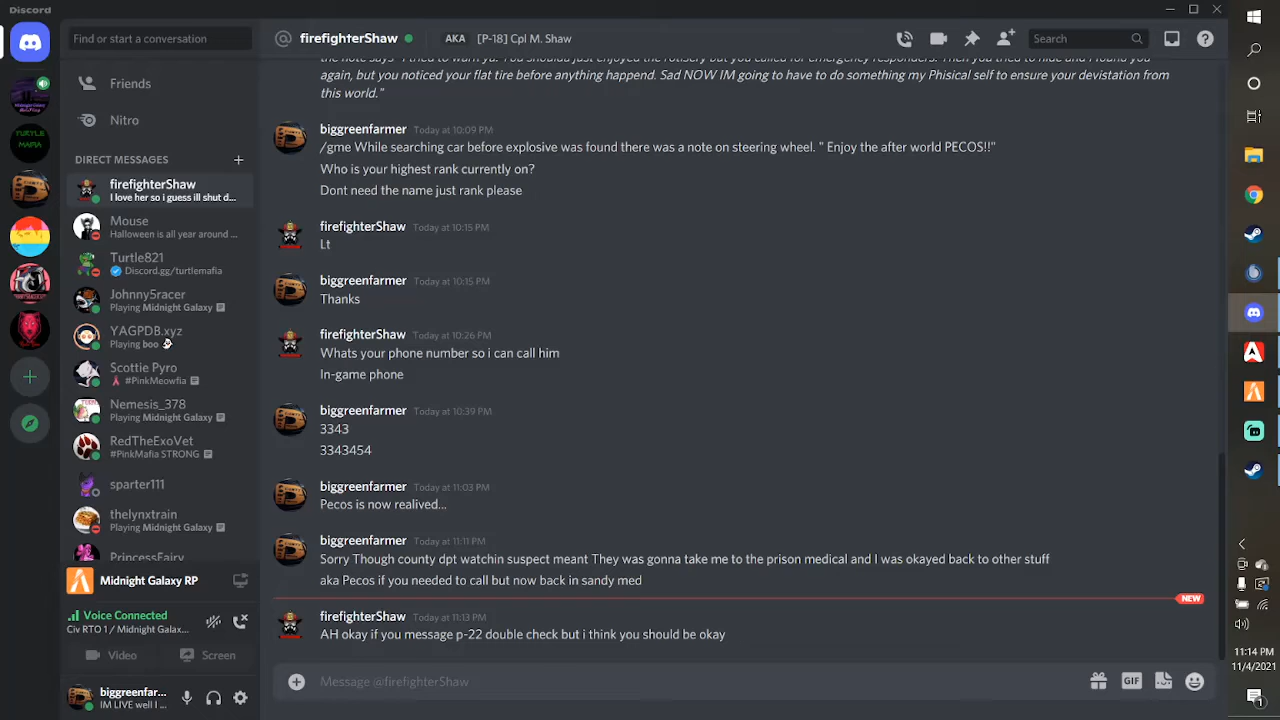 Discord
Find or start a conversation
firefighterShaw
AKA [P-18] Cpl M. Shaw
Search
Friends
Nitro
DIRECT MESSAGES
firefighterShaw
I love her so i guess ill shut d...
Mouse
Halloween is all year around ...
Turtle821
Discord.gg/turtlemafia
Johnny5racer
Playing Midnight Galaxy
YAGPDB.xyz
Playing boo
Scottie Pyro
#PinkMeowfia
Nemesis_378
Playing Midnight Galaxy
RedTheExoVet
#PinkMafia STRONG
sparter111
thelynxtrain
Playing Midnight Galaxy
PrincessFairy
Midnight Galaxy RP
Voice Connected
Civ RTO 1 / Midnight Galax...
Video
Screen
biggreenfar...
IM LIVE well I ...
TURTLE
MAFIA
the note says "I tried to warn ya. You should just enjoyed the rotisery but you called for emergency responders. Then you tried to hide and I found you
again, but you noticed your flat tire before anything happend. Sad NOW IM going to have to do something my Phisical self to ensure your devistation from
this world."
biggreenfarmer Today at 10:09 PM
/gme While searching car before explosive was found there was a note on steering wheel. " Enjoy the after world PECOS!!"
Who is your highest rank currently on?
Dont need the name just rank please
firefighterShaw Today at 10:15 PM
Lt
biggreenfarmer Today at 10:15 PM
Thanks
firefighterShaw Today at 10:26 PM
Whats your phone number so i can call him
In-game phone
biggreenfarmer Today at 10:39 PM
3343
3343454
biggreenfarmer Today at 11:03 PM
Pecos is now realived...
biggreenfarmer Today at 11:11 PM
Sorry Though county dpt watchin suspect meant They was gonna take me to the prison medical and I was okayed back to other stuff
aka Pecos if you needed to call but now back in sandy med
NEW
firefighterShaw Today at 11:13 PM
AH okay if you message p-22 double check but i think you should be okay
Message @firefighterShaw
GIF
11:14 PM
11/4/2021